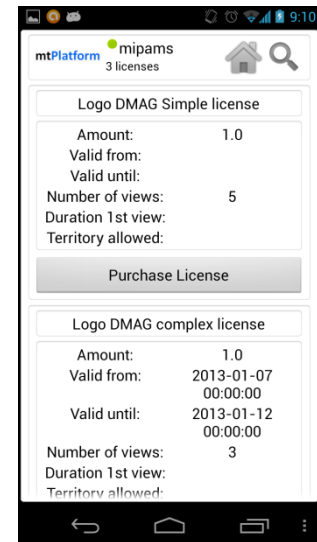 9:10
mtPlatform
mipams
3 licenses
Logo DMAG Simple license
Amount: 1.0
Valid from:
Valid until:
Number of views: 5
Duration 1st view:
Territory allowed:
Purchase License
Logo DMAG complex license
Amount: 1.0
Valid from: 2013-01-07
00:00:00
Valid until: 2013-01-12
00:00:00
Number of views: 3
Duration 1st view:
Territory allowed: